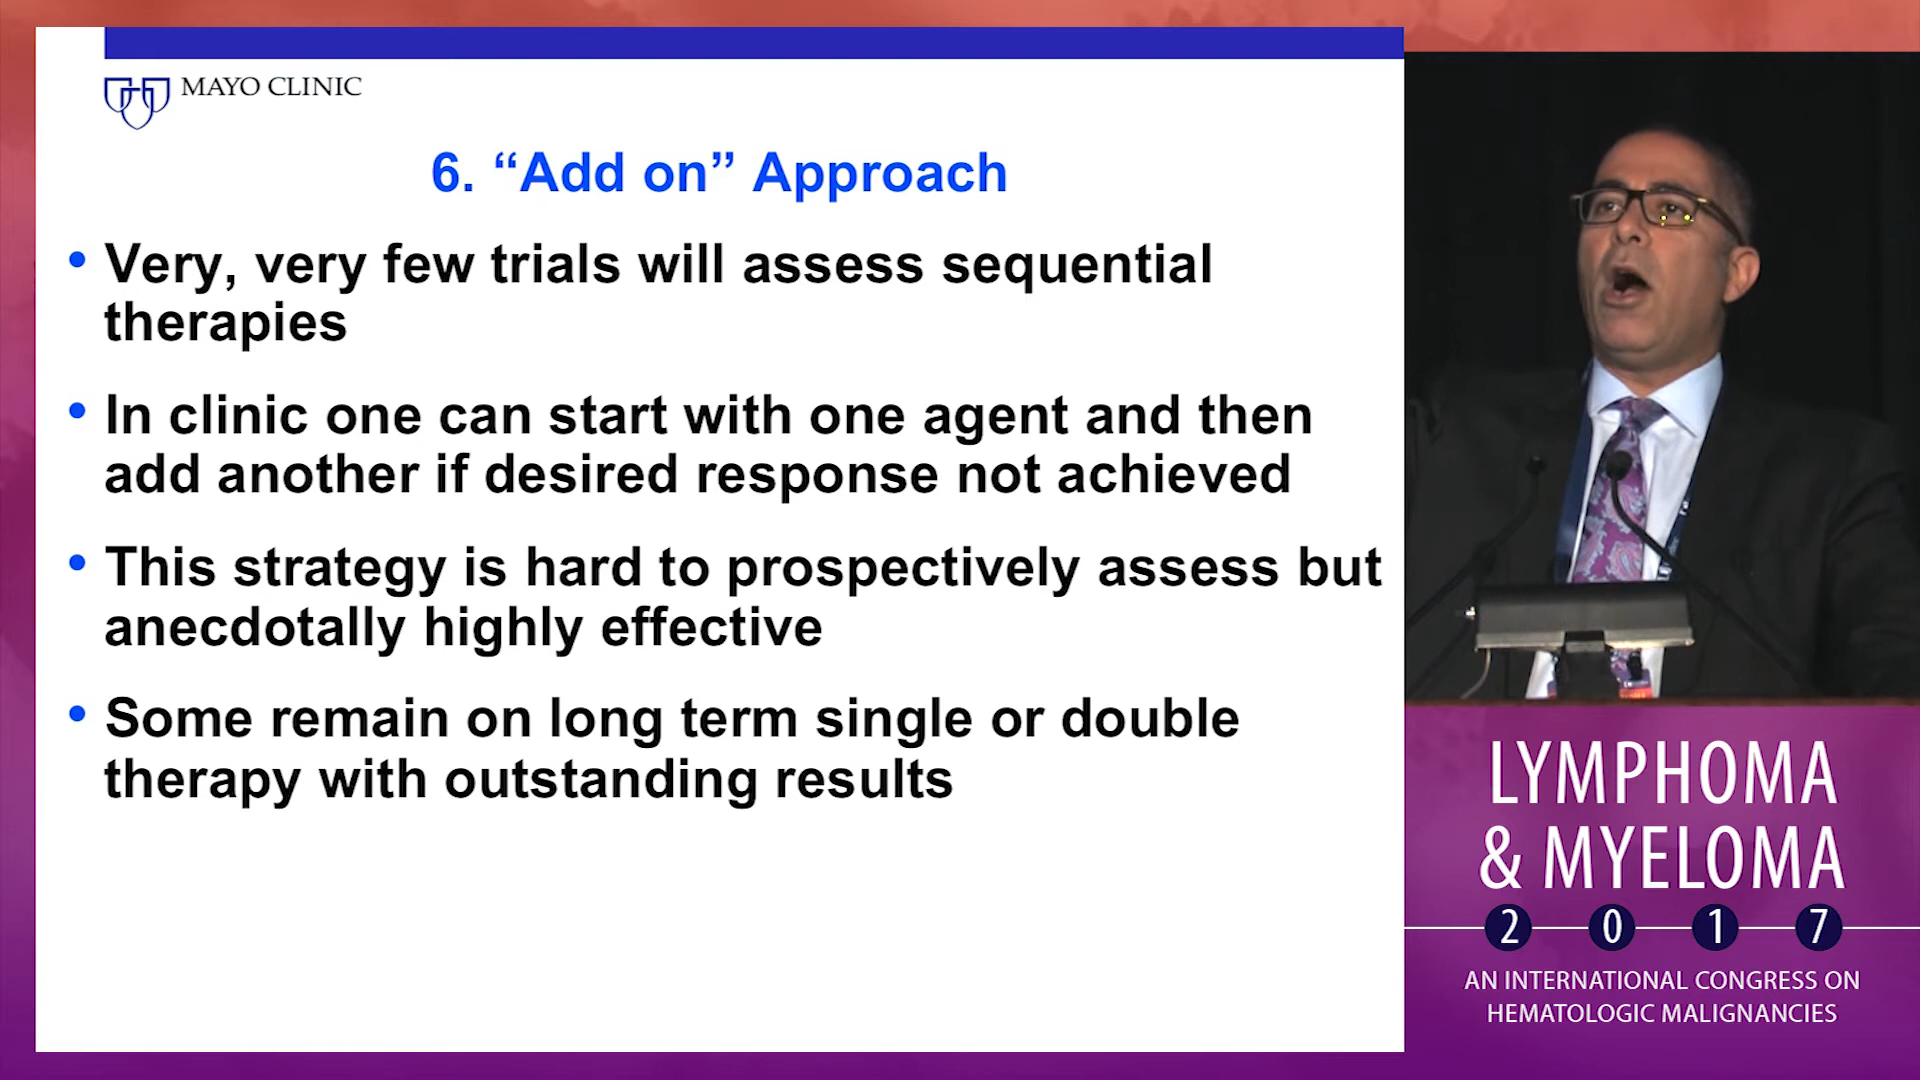 MAYO CLINIC
6. “Add on” Approach
• Very, very few trials will assess sequential
therapies
• In clinic one can start with one agent and then
add another if desired response not achieved
• This strategy is hard to prospectively assess but
anecdotally highly effective
• Some remain on long term single or double
therapy with outstanding results
LYMPHOMA
& MYELOMA
2 0 1 7
AN INTERNATIONAL CONGRESS ON
HEMATOLOGIC MALIGNANCIES